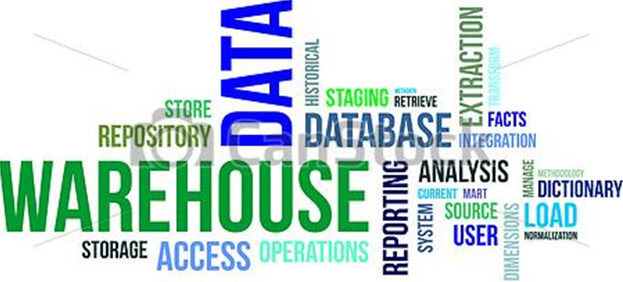 DATA
HISTORICAL
STAGING
METADATA
RETRIEVE
EXTRACTION
TRANSFORM
STORE
REPOSITORY
DATABASE
FACTS
INTEGRATION
WAREHOUSE
REPORTING
ANALYSIS
CURRENT
MART
SYSTEM
SOURCE
USER
MANAGE
METHODOLOGY
DICTIONARY
DIMENSIONS
LOAD
NORMALIZATION
STORAGE
ACCESS
OPERATIONS
CanStock